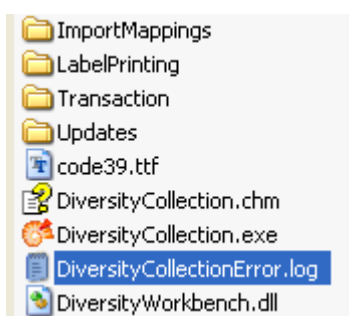 ImportMappings
LabelPrinting
Transaction
Updates
code39.ttf
DiversityCollection.chm
DiversityCollection.exe
DiversityCollectionError.log
DiversityWorkbench.dll